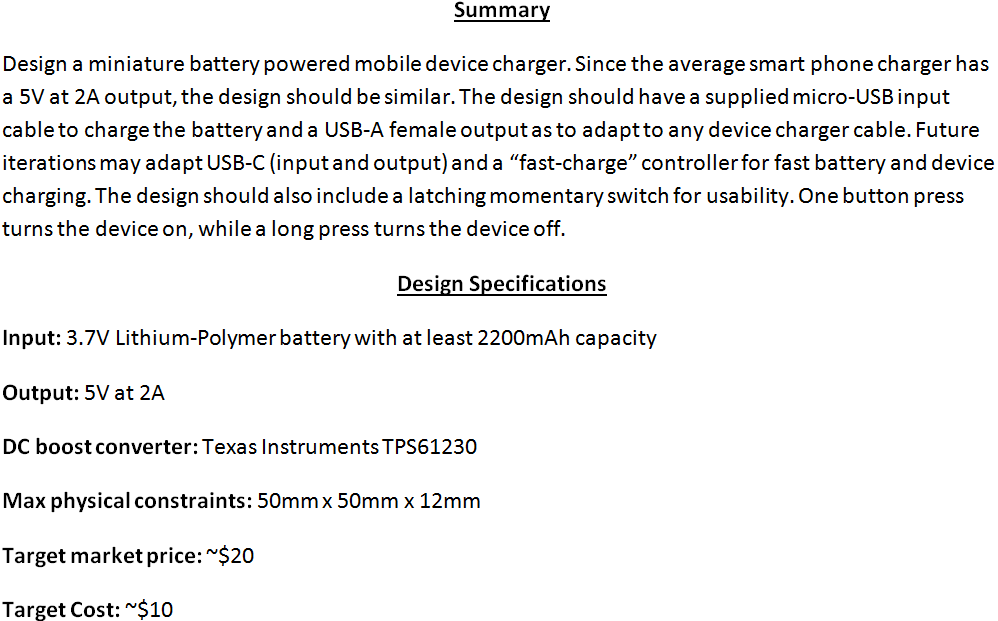 Summary
Design a miniature battery powered mobile device charger. Since the average smart phone charger has
a 5V at 2A output, the design should be similar. The design should have a supplied micro-USB input
cable to charge the battery and a USB-A female output as to adapt to any device charger cable. Future
iterations may adapt USB-C (input and output) and a “fast-charge” controller for fast battery and device
charging. The design should also include a latching momentary switch for usability. One button press
turns the device on, while a long press turns the device off.
Design Specifications
Input: 3.7V Lithium-Polymer battery with at least 2200mAh capacity
Output: 5V at 2A
DC boost converter: Texas Instruments TPS61230
Max physical constraints: 50mm x 50mm x 12mm
Target market price: ~$20
Target Cost: ~$10